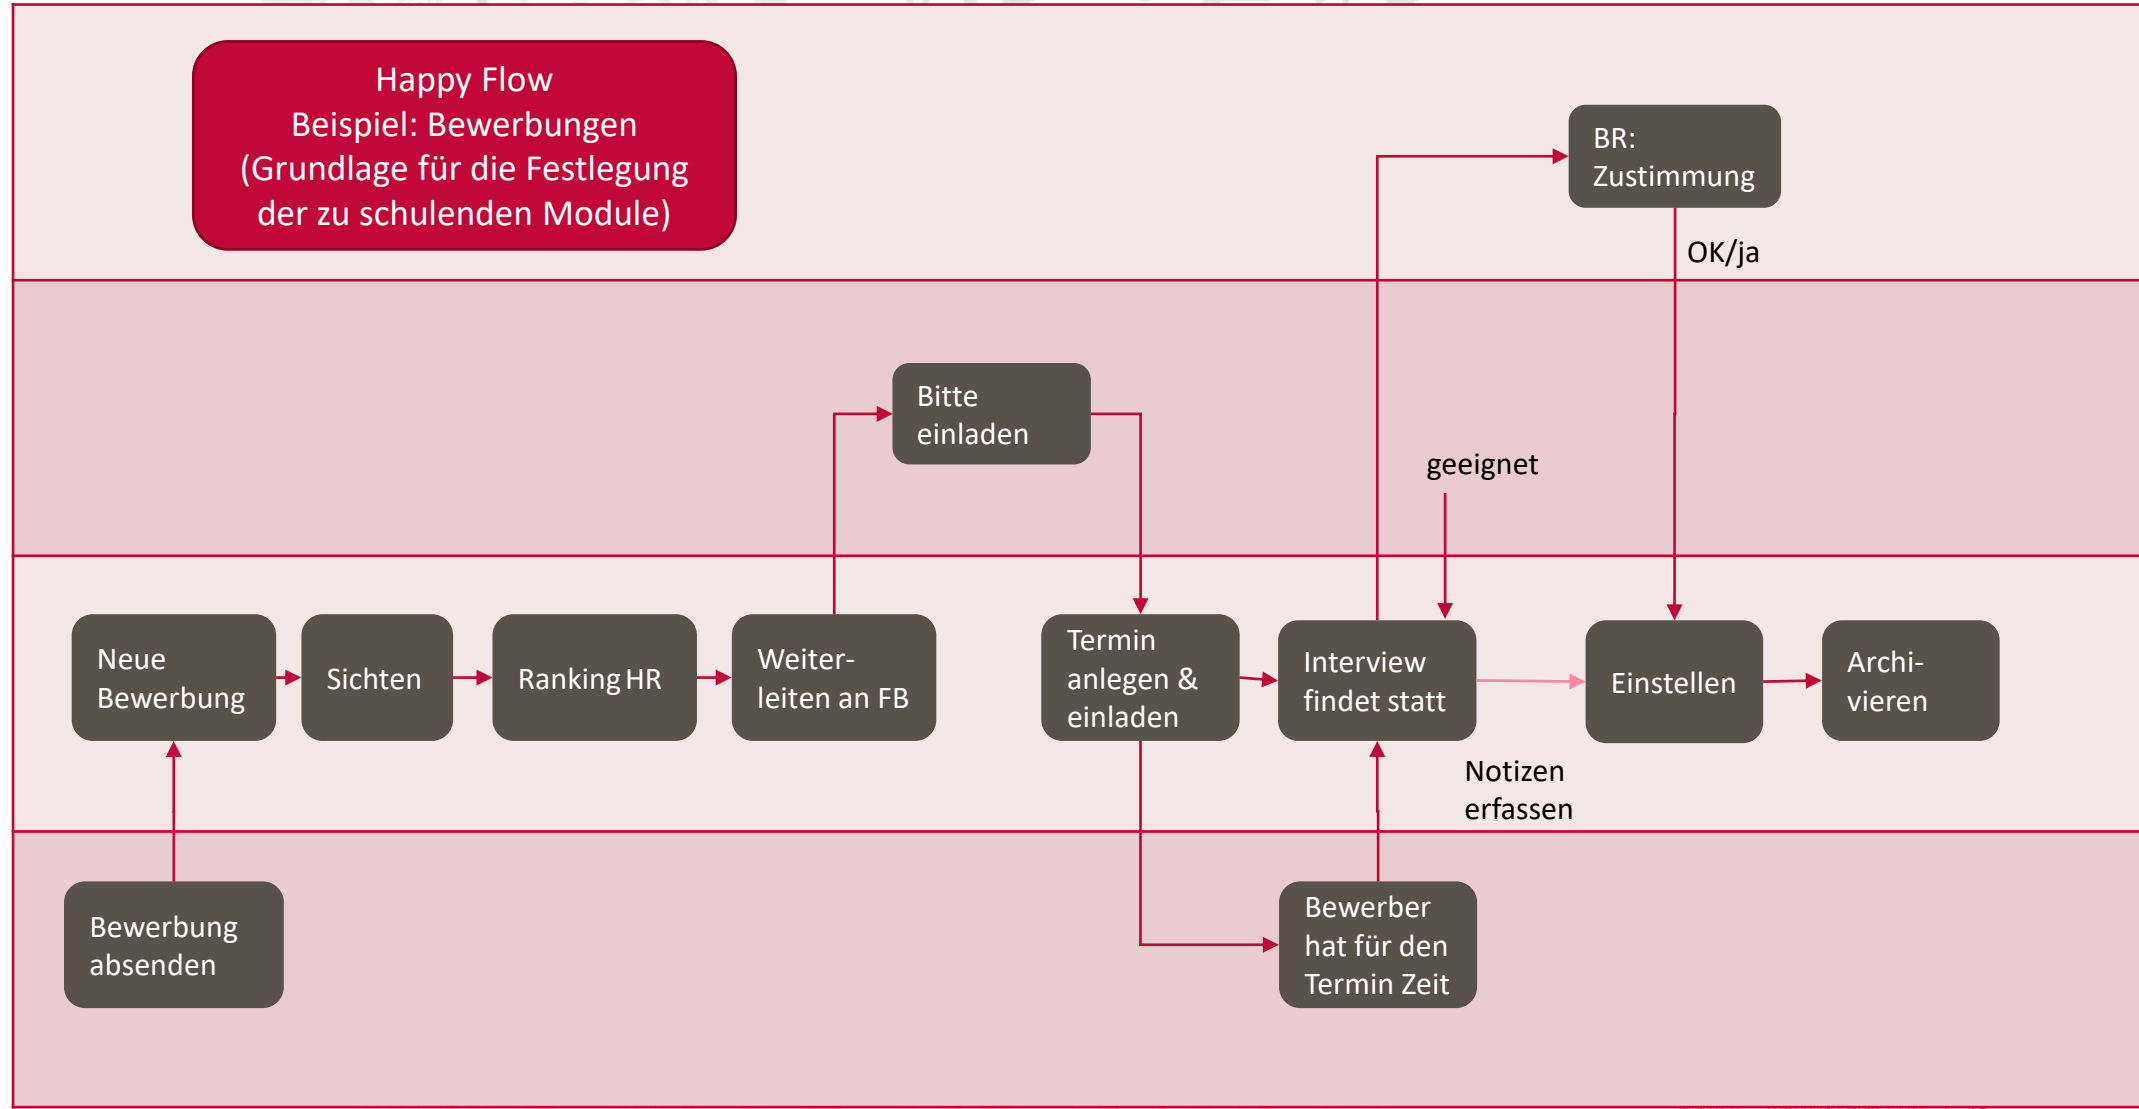 Happy Flow
Beispiel: Bewerbungen
(Grundlage für die Festlegung
der zu schulenden Module)
BR:
Zustimmung
OK/ja
Bitte
einladen
geeignet
Neue
Bewerbung
Sichten
Ranking HR
Weiter-
leiten an FB
Termin
anlegen &
einladen
Interview
findet statt
Einstellen
Archi-
vieren
Notizen
erfassen
Bewerbung
absenden
Bewerber
hat für den
Termin Zeit